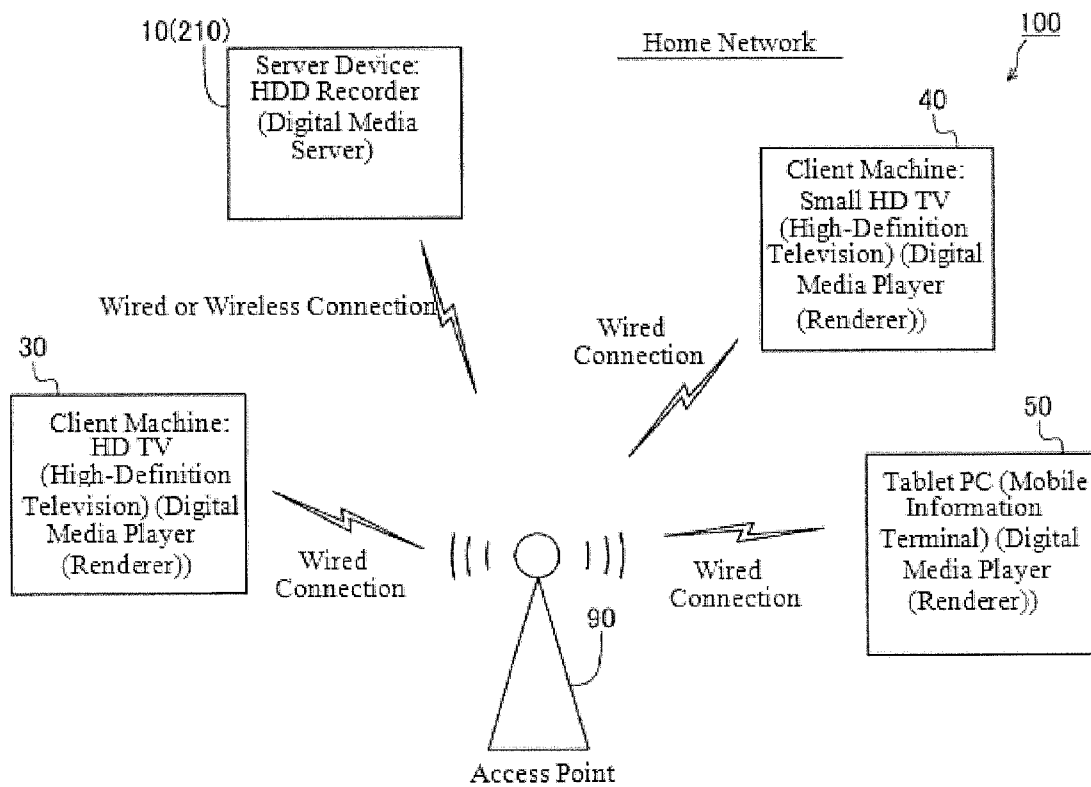 10(210)
Server Device:
HDD Recorder
(Digital Media
Server)
Home Network
100
40
Client Machine:
Small HD TV
(High-Definition
Television) (Digital
Media Player
(Renderer))
Wired or Wireless Connection
Wired
Connection
30
Client Machine:
HD TV
(High-Definition
Television) (Digital
Media Player
(Renderer))
Wired
Connection
50
Tablet PC (Mobile
Information
Terminal) (Digital
Media Player
(Renderer))
Wired
Connection
90
Access Point